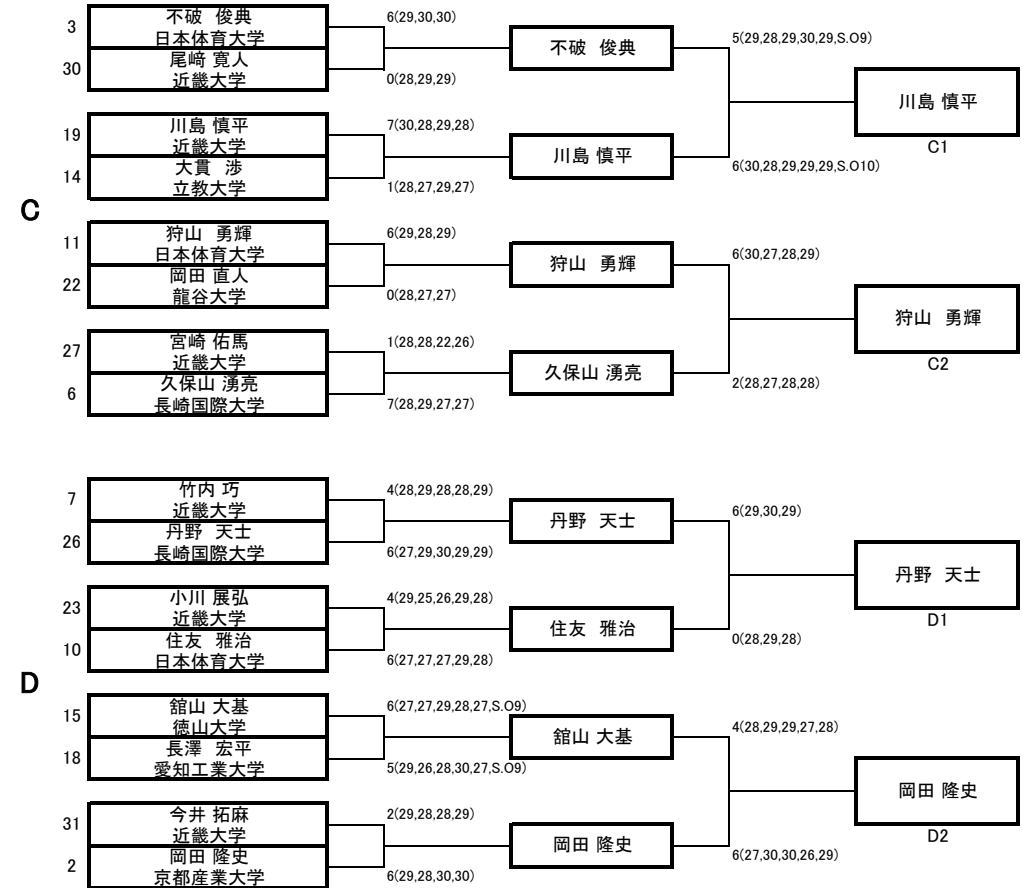 3
不破　俊典
日本体育大学
6(29,30,30)
30
尾﨑 寛人
近畿大学
0(28,29,29)
不破　俊典
5(29,28,29,30,29,S.O9)
19
川島 慎平
近畿大学
7(30,28,29,28)
14
大貫　渉
立教大学
1(28,27,29,27)
川島 慎平
6(30,28,29,29,29,S.O10)
川島 慎平
C1
C
11
狩山　勇輝
日本体育大学
6(29,28,29)
22
岡田 直人
龍谷大学
0(28,27,27)
狩山　勇輝
6(30,27,28,29)
27
宮崎 佑馬
近畿大学
1(28,28,22,26)
6
久保山 湧亮
長崎国際大学
7(28,29,27,27)
久保山 湧亮
2(28,27,28,28)
狩山　勇輝
C2
7
竹内 巧
近畿大学
4(28,29,28,28,29)
26
丹野　天士
長崎国際大学
6(27,29,30,29,29)
丹野　天士
6(29,30,29)
23
小川 展弘
近畿大学
4(29,25,26,29,28)
10
住友　雅治
日本体育大学
6(27,27,27,29,28)
住友　雅治
0(28,29,28)
丹野　天士
D1
D
15
舘山 大基
徳山大学
6(27,27,29,28,27,S.O9)
18
長澤　宏平
愛知工業大学
5(29,26,28,30,27,S.O9)
舘山 大基
4(28,29,29,27,28)
31
今井 拓麻
近畿大学
2(29,28,28,29)
2
岡田 隆史
京都産業大学
6(29,28,30,30)
岡田 隆史
6(27,30,30,26,29)
岡田 隆史
D2